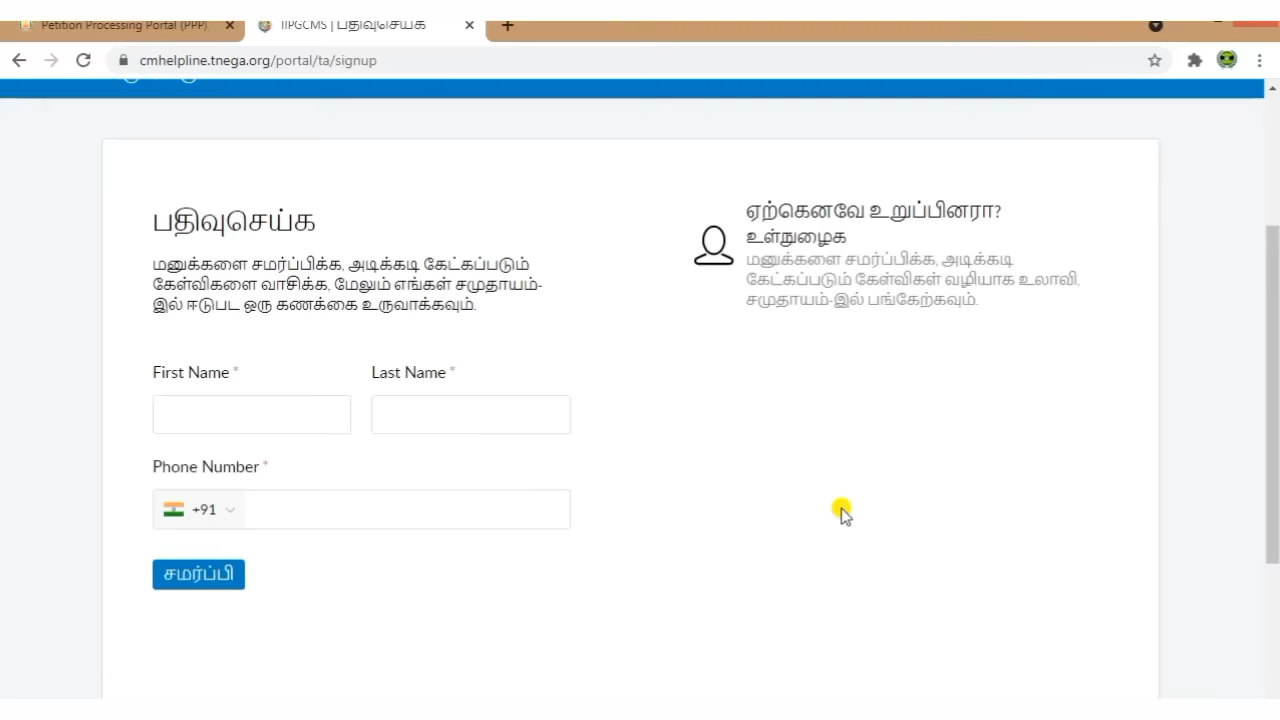 Petition Processing Portal (PPP)
IIPGCMS | பதிவுசெய்க
cmhelpline.tnega.org/portal/ta/signup
பதிவுசெய்க
மனுக்களை சமர்ப்பிக்க, அடிக்கடி கேட்கப்படும்
கேள்விகளை வாசிக்க, மேலும் எங்கள் சமுதாயம்-
இல் ஈடுபட ஒரு கணக்கை உருவாக்கவும்.
ஏற்கெனவே உறுப்பினரா?
உள்நுழைக
மனுக்களை சமர்ப்பிக்க, அடிக்கடி
கேட்கப்படும் கேள்விகள் வழியாக உலாவி,
சமுதாயம்-இல் பங்கேற்கவும்.
First Name * Last Name *
Phone Number *
+91
சமர்ப்பி